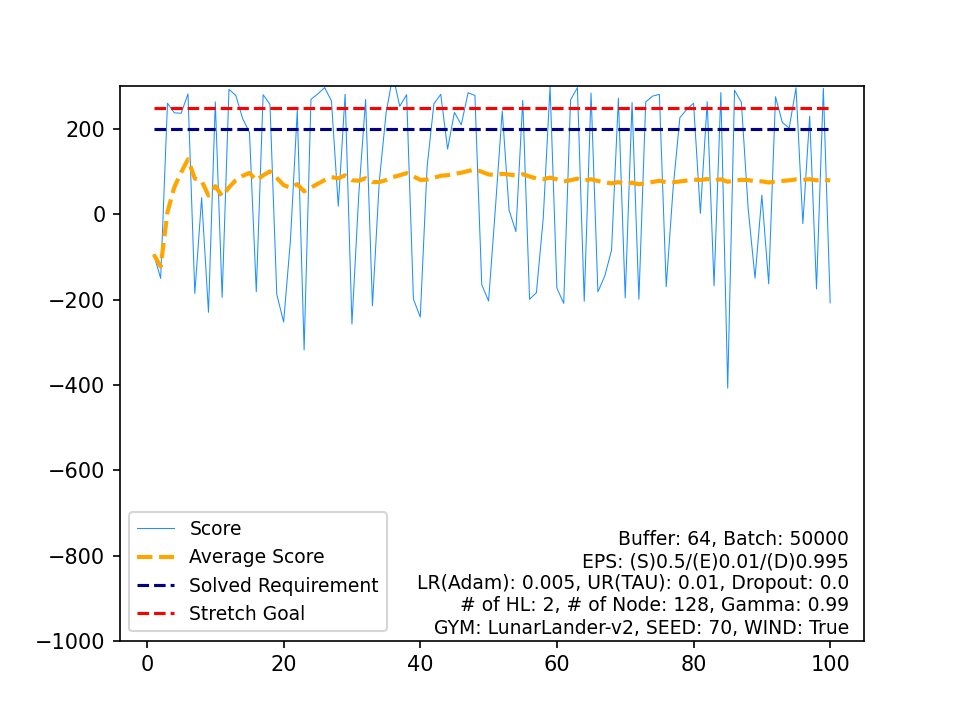 200
0
−200
−400
−600
−800
−1000
0
20
40
60
80
100
Score
Average Score
Solved Requirement
Stretch Goal
Buffer: 64, Batch: 50000
EPS: (S)0.5/(E)0.01/(D)0.995
LR(Adam): 0.005, UR(TAU): 0.01, Dropout: 0.0
# of HL: 2, # of Node: 128, Gamma: 0.99
GYM: LunarLander-v2, SEED: 70, WIND: True